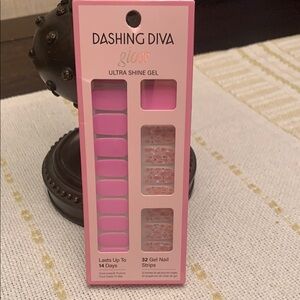 DASHING DIVA
gloss
ULTRA SHINE GEL
Lasts Up To
14 Days
32 Gel Nail
Strips